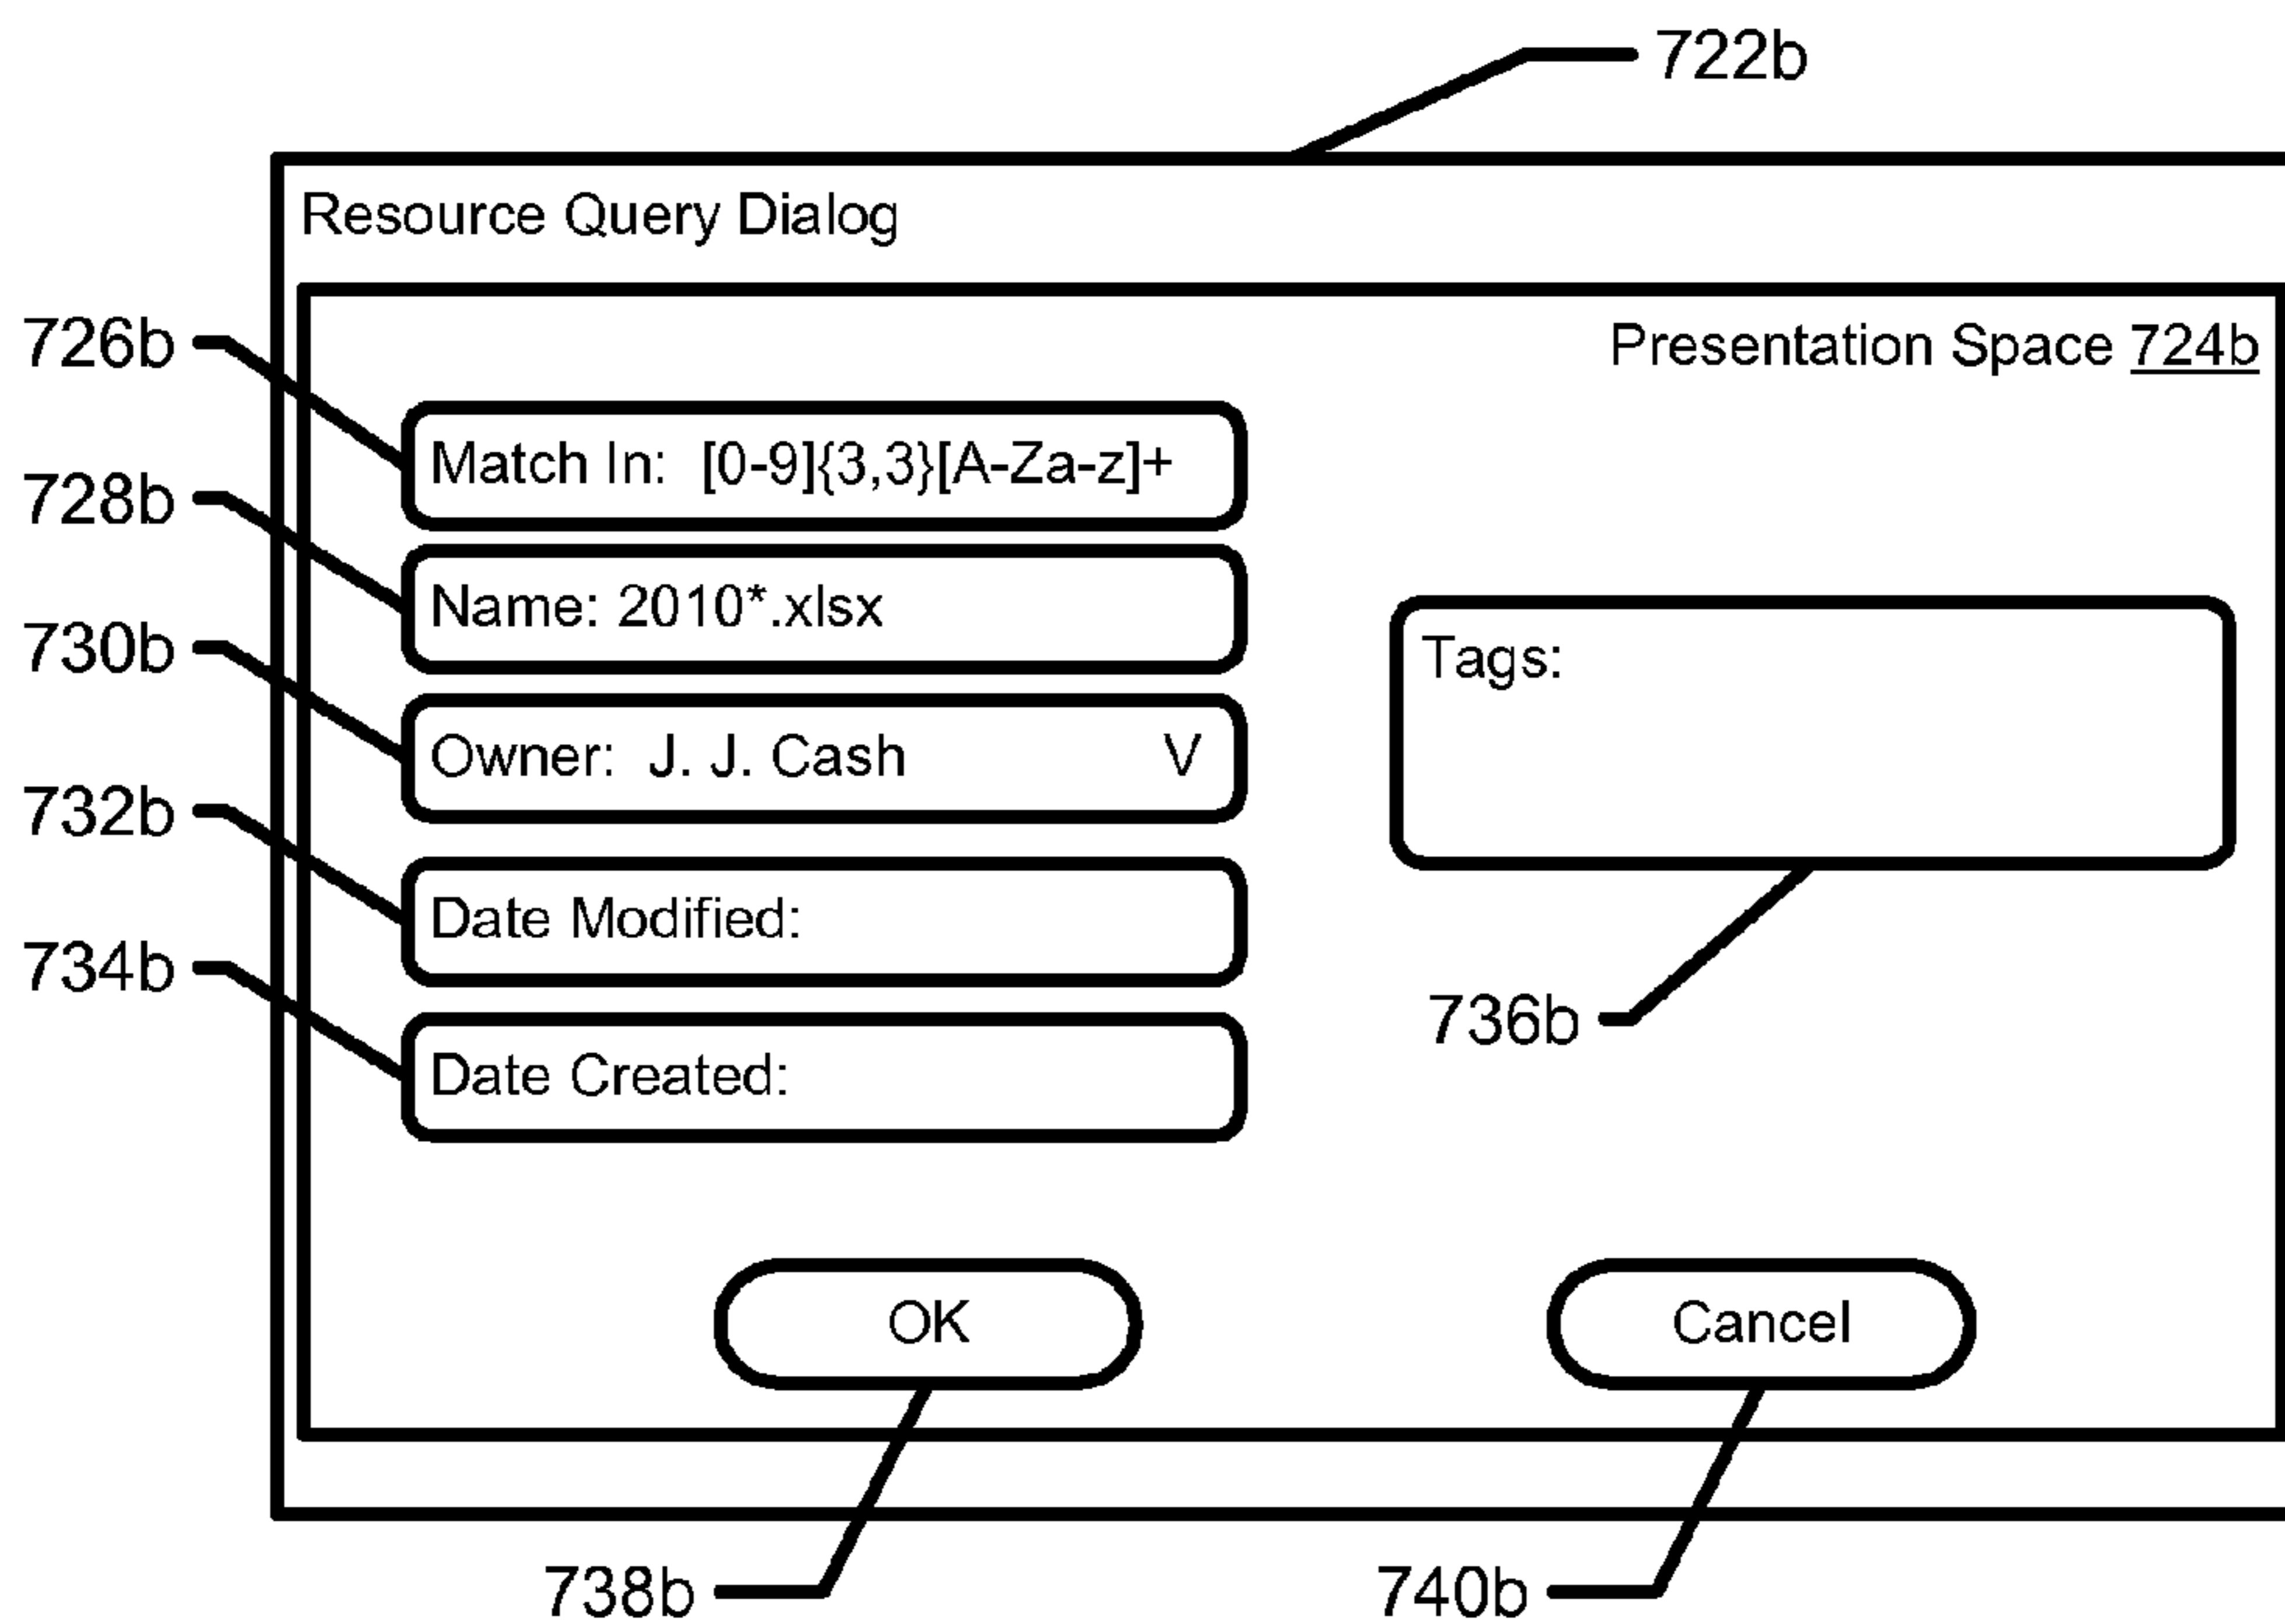 722b
Resource Query Dialog
Presentation Space 724b
726b
Match In: [0-9]{3,3}[A-Za-z]+
728b
Name: 2010*.xlsx
730b
Owner: J. J. Cash V
732b
Date Modified:
734b
Date Created:
Tags:
736b
OK
Cancel
738b
740b